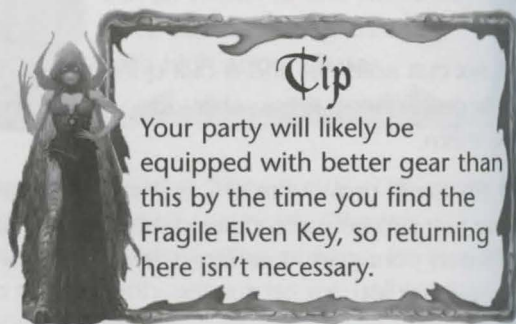 Tip
Your party will likely be
equipped with better gear than
this by the time you find the
Fragile Elven Key, so returning
here isn't necessary.